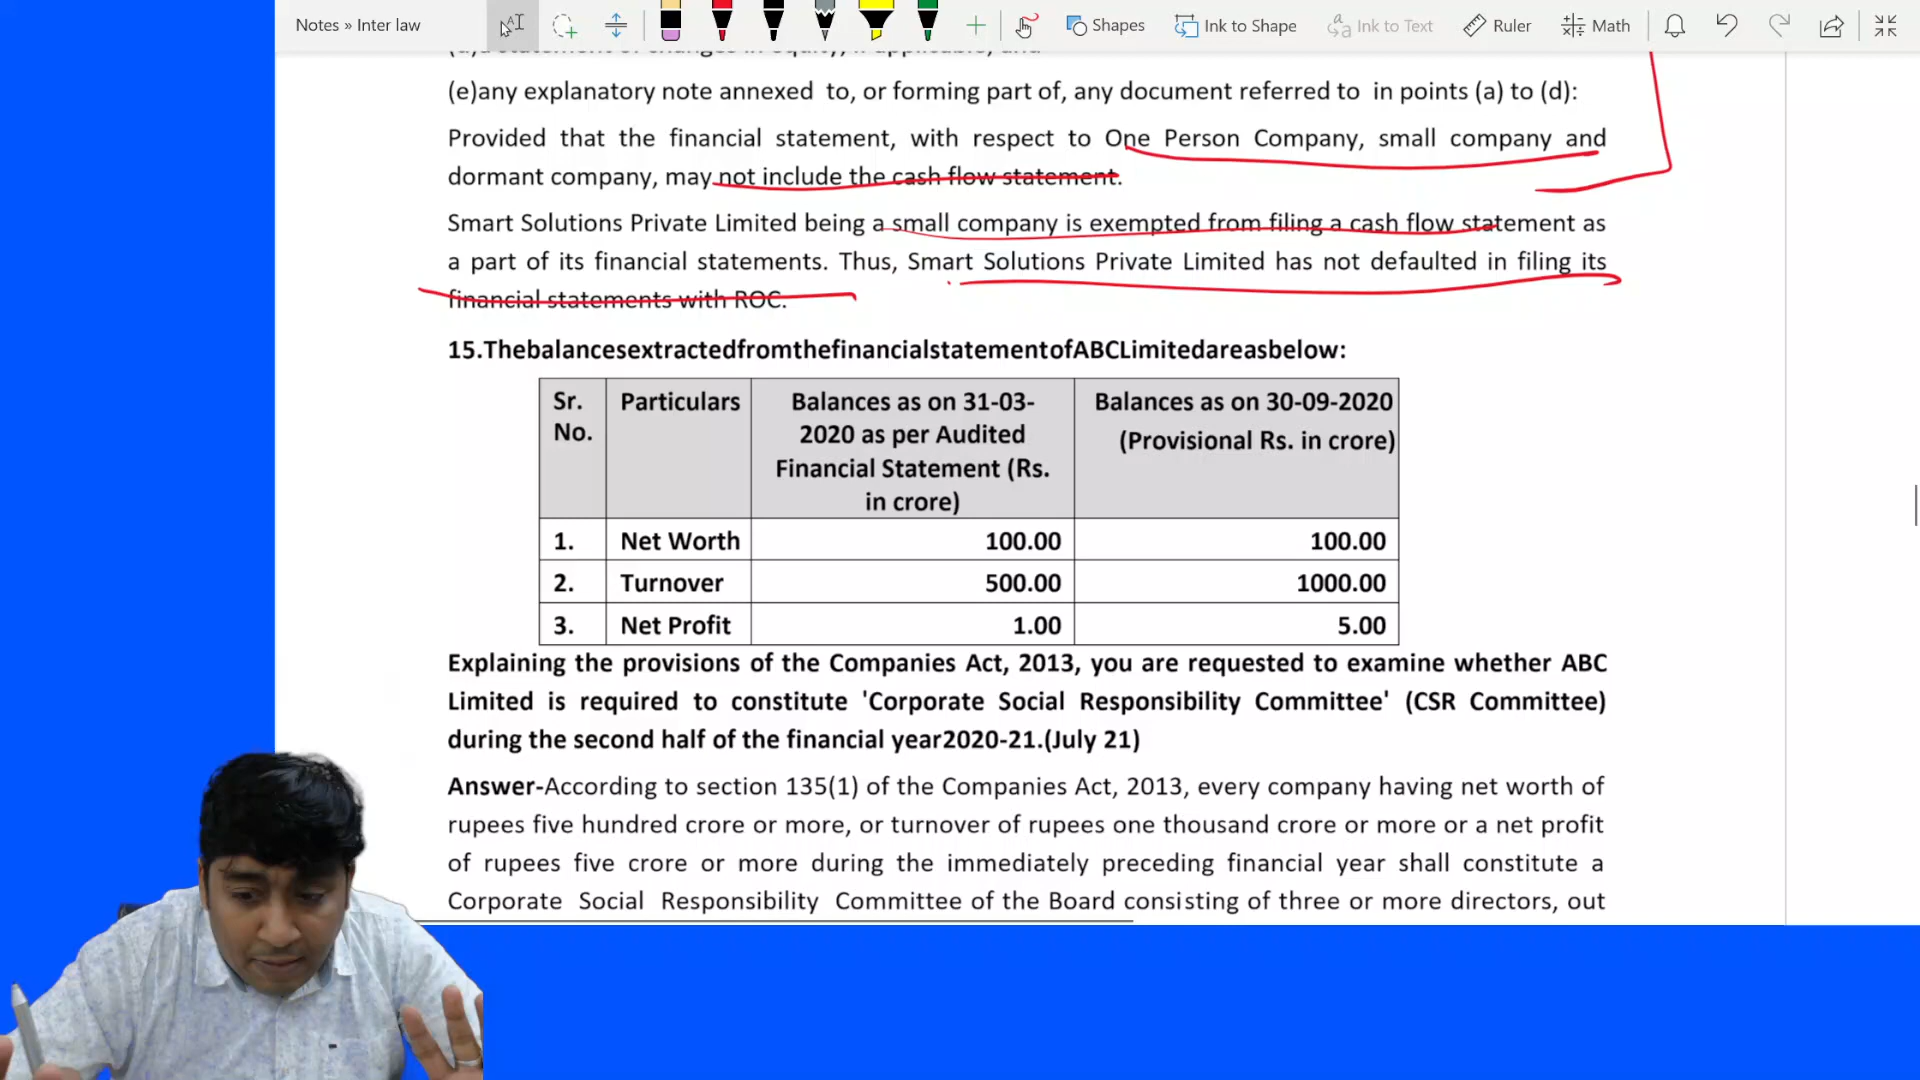 Notes » Inter law
Shapes
Ink to Shape
Ink to Text
Ruler
Math
(d)a statement of changes in equity, if applicable; and
(e)any explanatory note annexed to, or forming part of, any document referred to in points (a) to (d):
Provided that the financial statement, with respect to One Person Company, small company and
dormant company, may not include the cash flow statement.
Smart Solutions Private Limited being a small company is exempted from filing a cash flow statement as
a part of its financial statements. Thus, Smart Solutions Private Limited has not defaulted in filing its
financial statements with ROC.
15.ThebalancesextractedfromthefinancialstatementofABCLimitedareasbelow:
Sr. No. Particulars Balances as on 31-03-2020 as per Audited Financial Statement (Rs. in crore) Balances as on 30-09-2020 (Provisional Rs. in crore)
1. Net Worth 100.00 100.00
2. Turnover 500.00 1000.00
3. Net Profit 1.00 5.00
Explaining the provisions of the Companies Act, 2013, you are requested to examine whether ABC
Limited is required to constitute 'Corporate Social Responsibility Committee' (CSR Committee)
during the second half of the financial year2020-21.(July 21)
Answer-According to section 135(1) of the Companies Act, 2013, every company having net worth of
rupees five hundred crore or more, or turnover of rupees one thousand crore or more or a net profit
of rupees five crore or more during the immediately preceding financial year shall constitute a
Corporate Social Responsibility Committee of the Board consisting of three or more directors, out